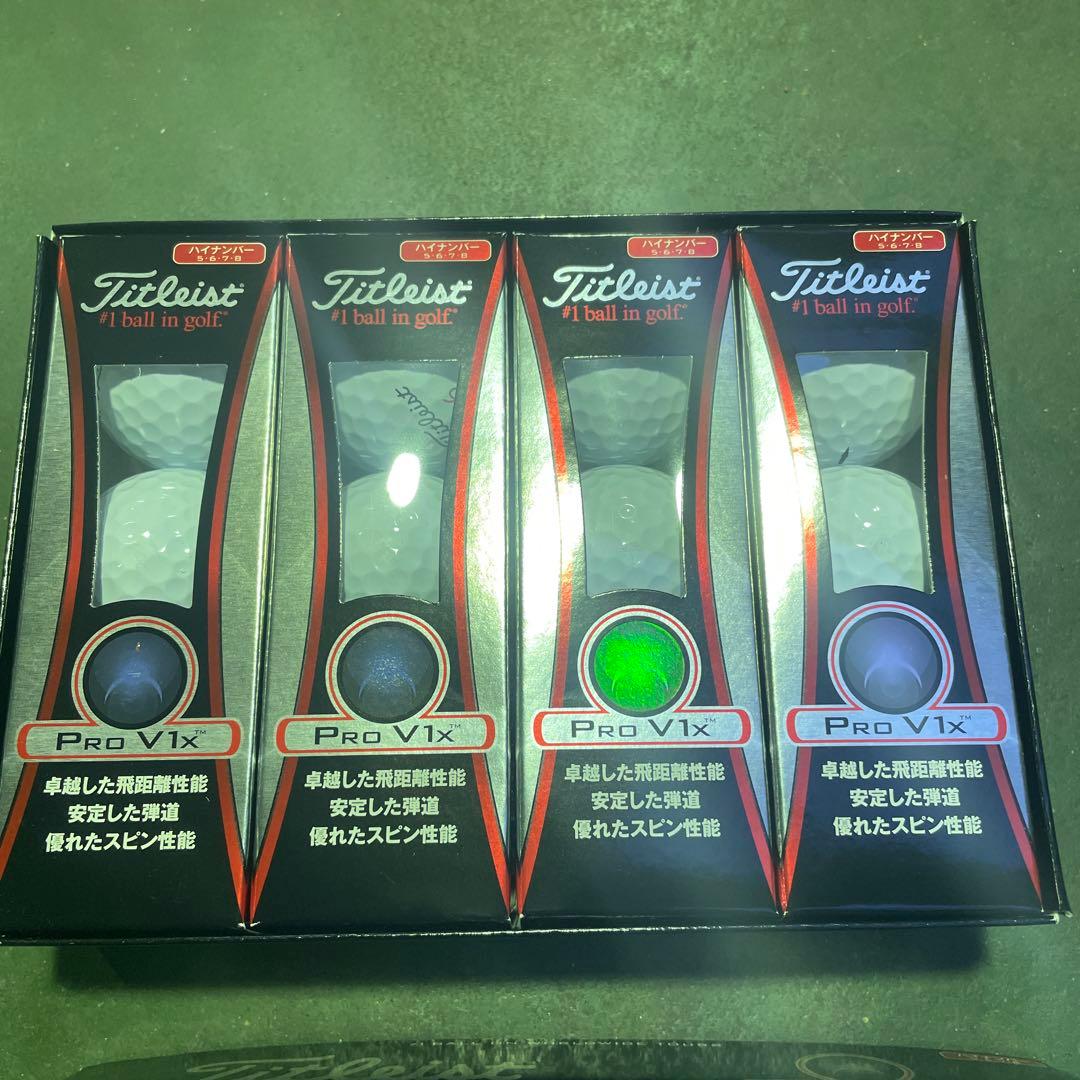 ハイナンバー
5・6・7・8
Titleist®
#1 ball in golf.®
PRO V1x™
卓越した飛距離性能
安定した弾道
優れたスピン性能
ハイナンバー
5・6・7・8
Titleist®
#1 ball in golf.®
Titleist
PRO V1x™
卓越した飛距離性能
安定した弾道
優れたスピン性能
ハイナンバー
5・6・7・8
Titleist®
#1 ball in golf.®
PRO V1x™
卓越した飛距離性能
安定した弾道
優れたスピン性能
ハイナンバー
5・6・7・8
Titleist®
#1 ball in golf.®
PRO V1x™
卓越した飛距離性能
安定した弾道
優れたスピン性能
Titleist